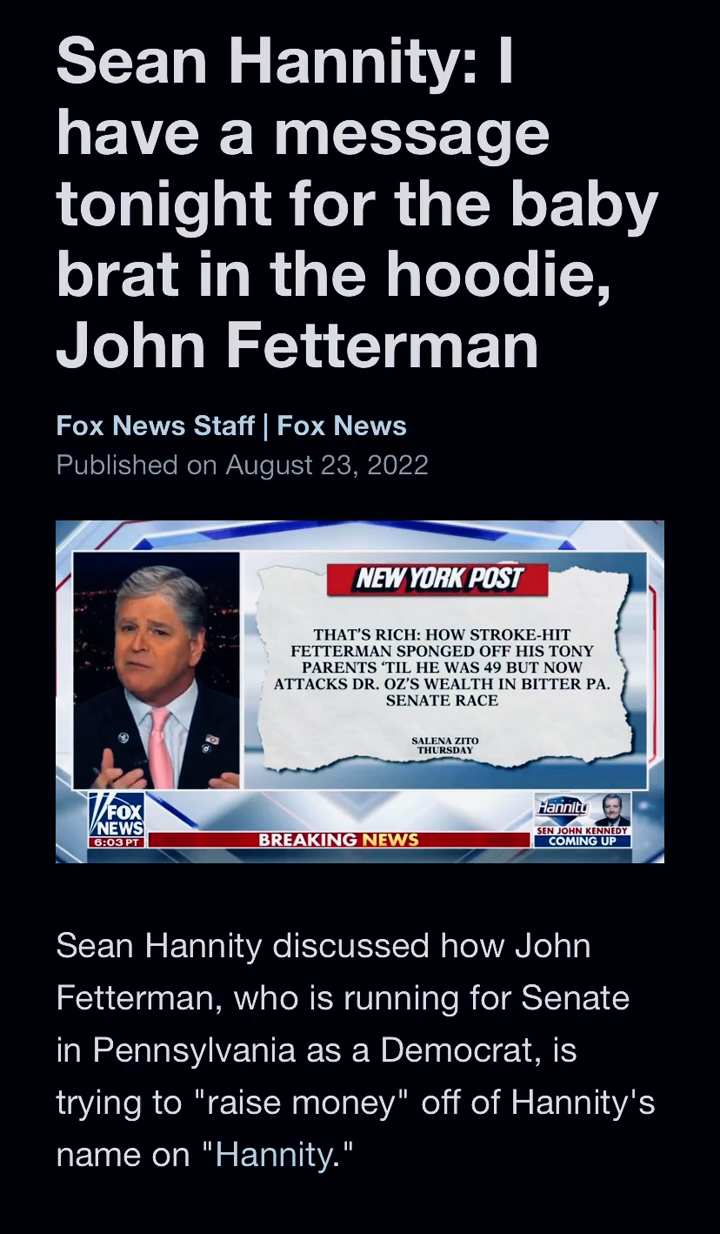 Sean Hannity: I
have a message
tonight for the baby
brat in the hoodie,
John Fetterman
Fox News Staff | Fox News
Published on August 23, 2022
NEW YORK POST
THAT'S RICH: HOW STROKE-HIT
FETTERMAN SPONGED OFF HIS TONY
PARENTS ‘TIL HE WAS 49 BUT NOW
ATTACKS DR. OZ'S WEALTH IN BITTER PA.
SENATE RACE
SALENA ZITO
THURSDAY
FOX
NEWS
6:03 PT
BREAKING NEWS
Hannity
SEN JOHN KENNEDY
COMING UP
Sean Hannity discussed how John
Fetterman, who is running for Senate
in Pennsylvania as a Democrat, is
trying to "raise money" off of Hannity's
name on "Hannity."